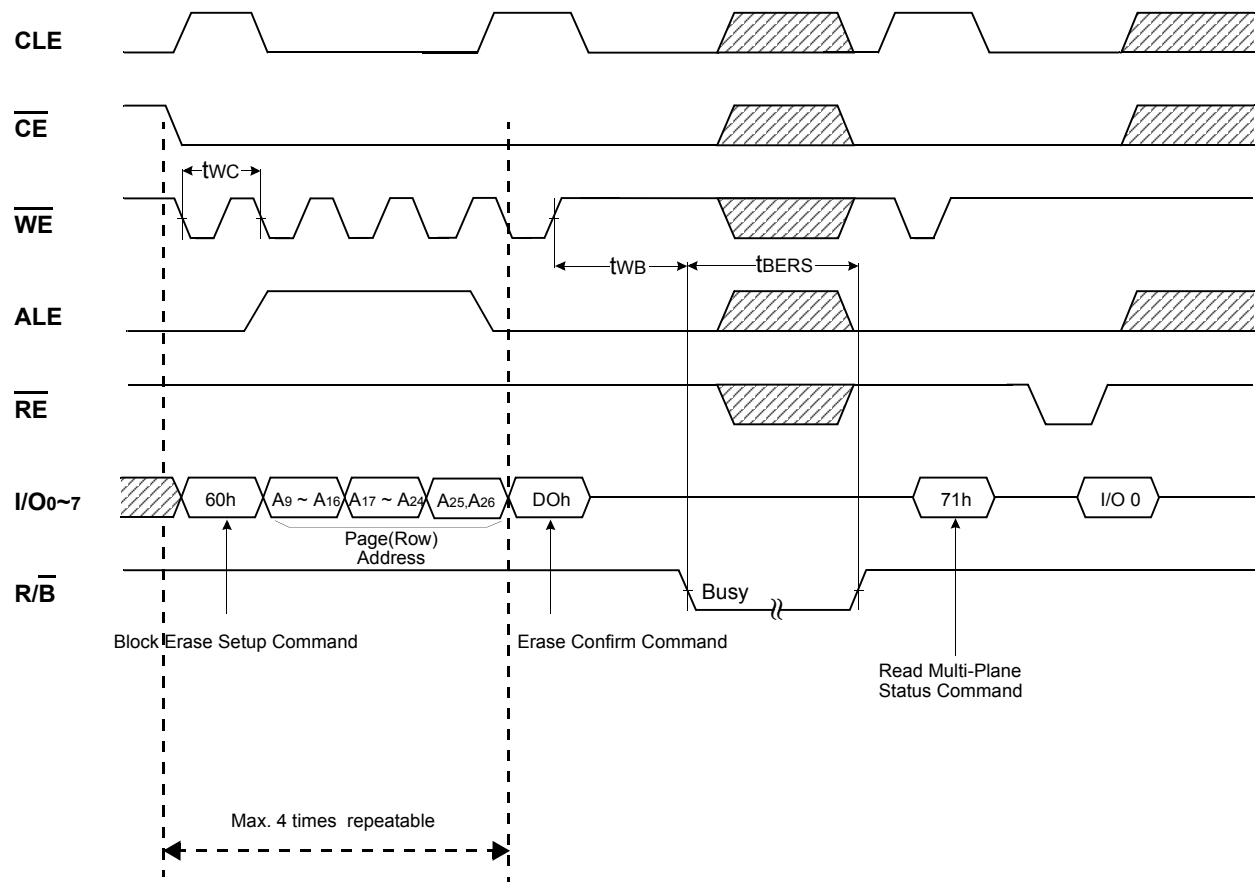 CLE
CE
tWC
WE
tWB
tBERS
ALE
RE
I/O0~7
60h
A9 ~ A16
A17 ~ A24
A25,A26
DOh
71h
I/O 0
Page(Row)
Address
R/B
Busy
Block Erase Setup Command
Erase Confirm Command
Read Multi-Plane
Status Command
Max. 4 times repeatable